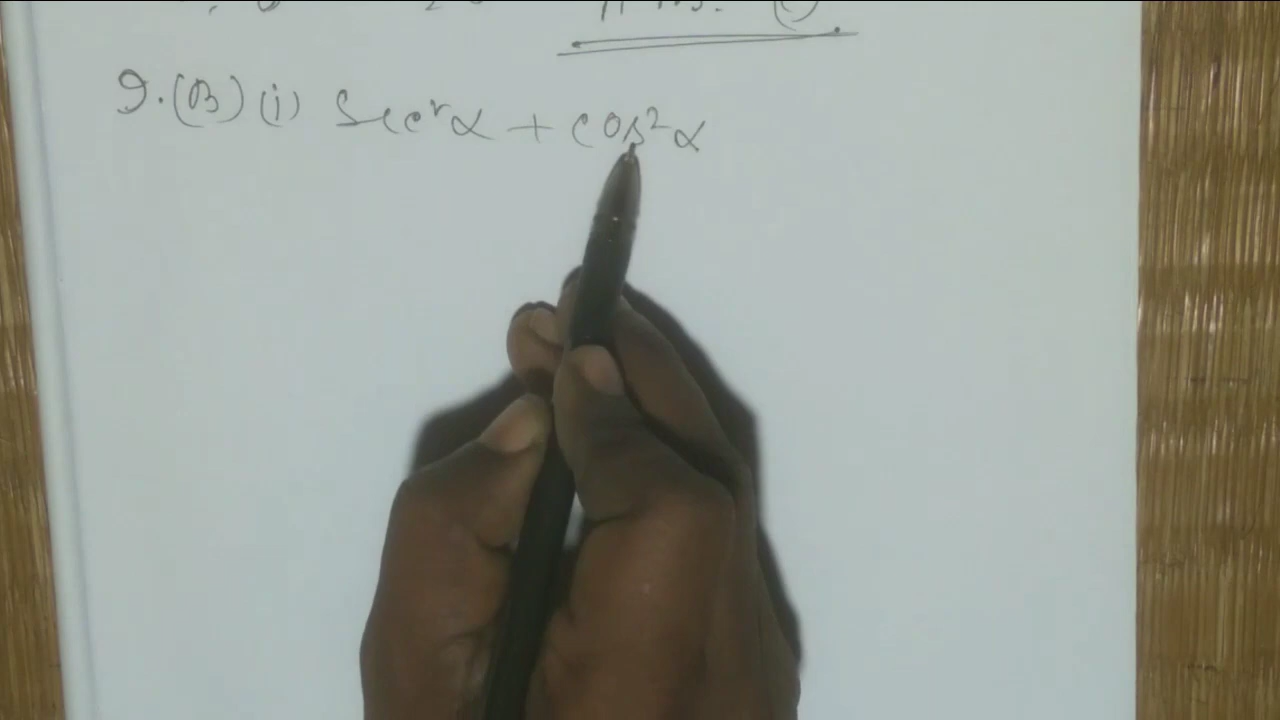 9. (B) (i) Sec²α + cos²α